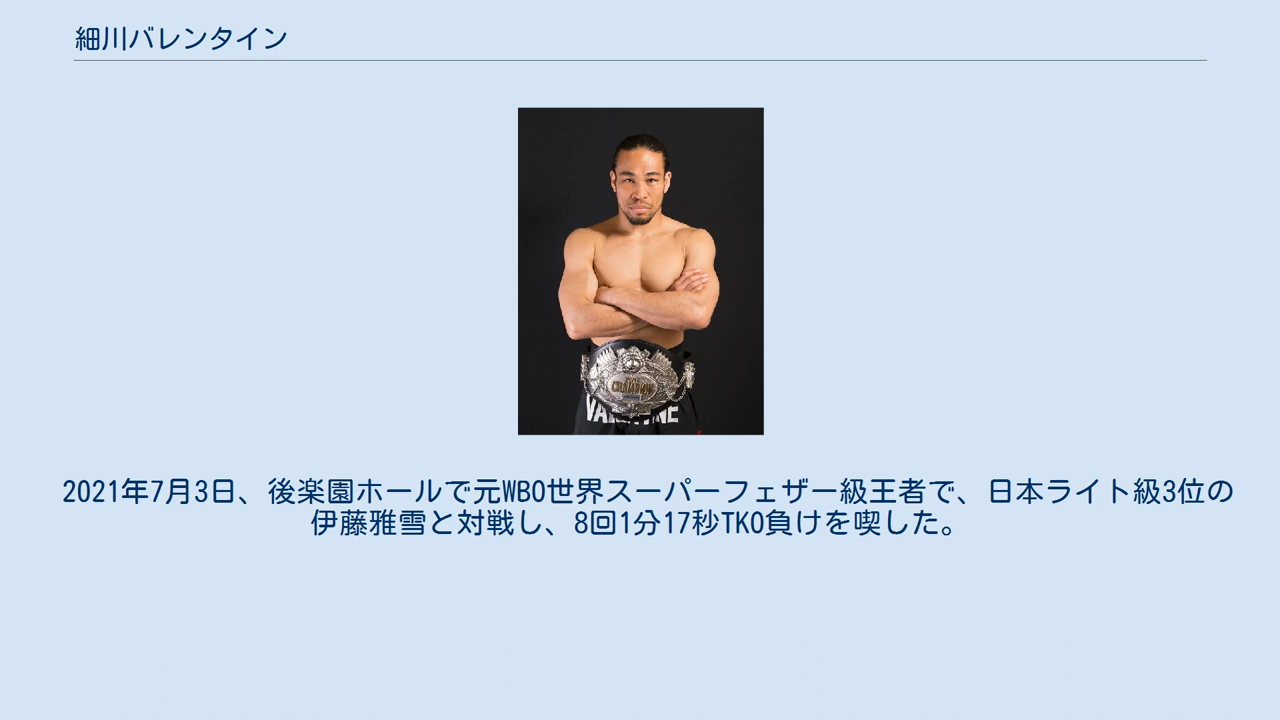 細川バレンタイン
CHAMPION
VALENTINE
2021年7月3日、後楽園ホールで元WBO世界スーパーフェザー級王者で、日本ライト級3位の
伊藤雅雪と対戦し、8回1分17秒TKO負けを喫した。